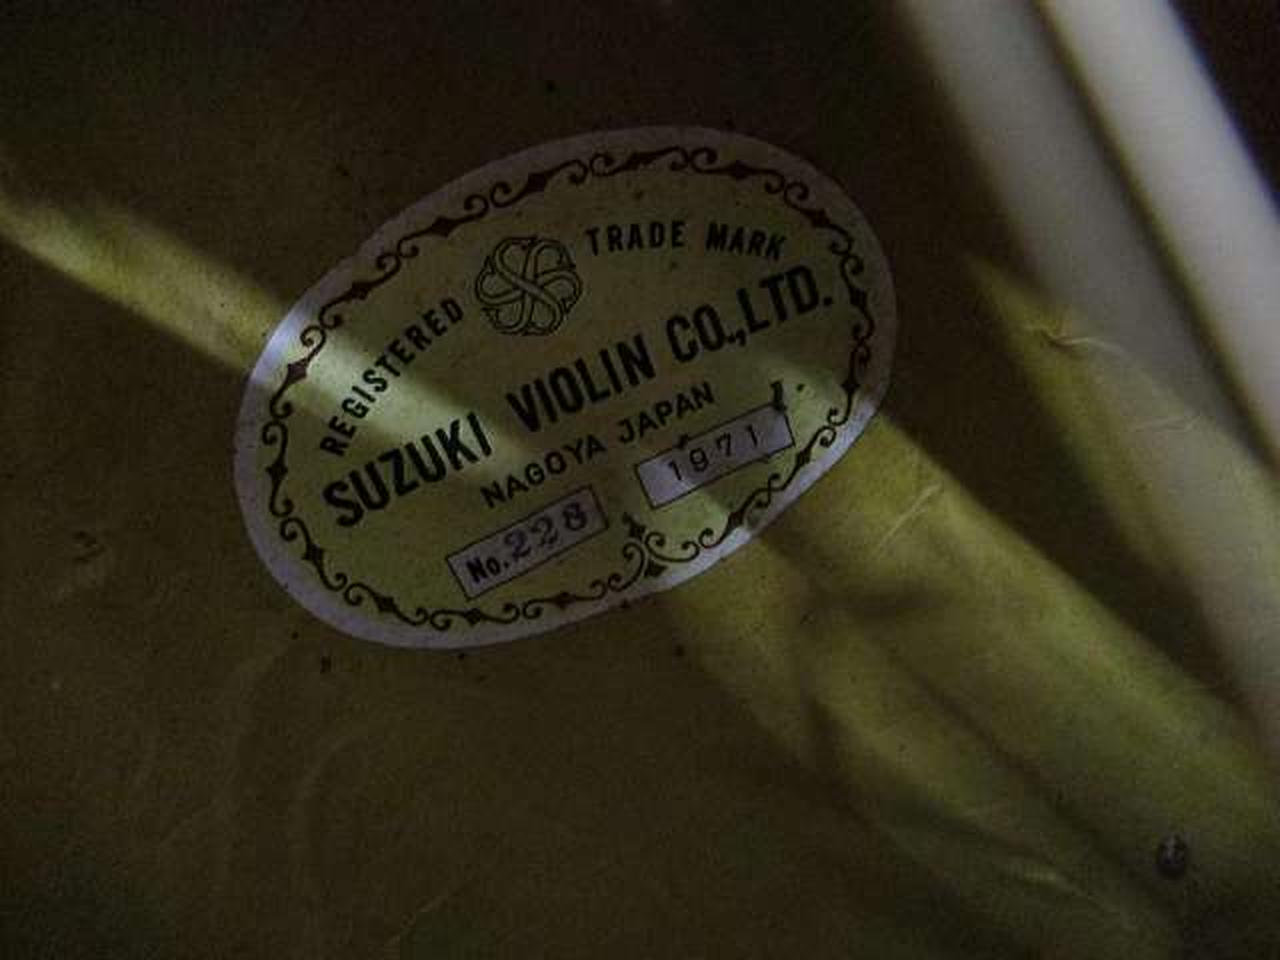 REGISTERED TRADE MARK
SUZUKI VIOLIN CO.,LTD.
NAGOYA JAPAN
No.228 1971